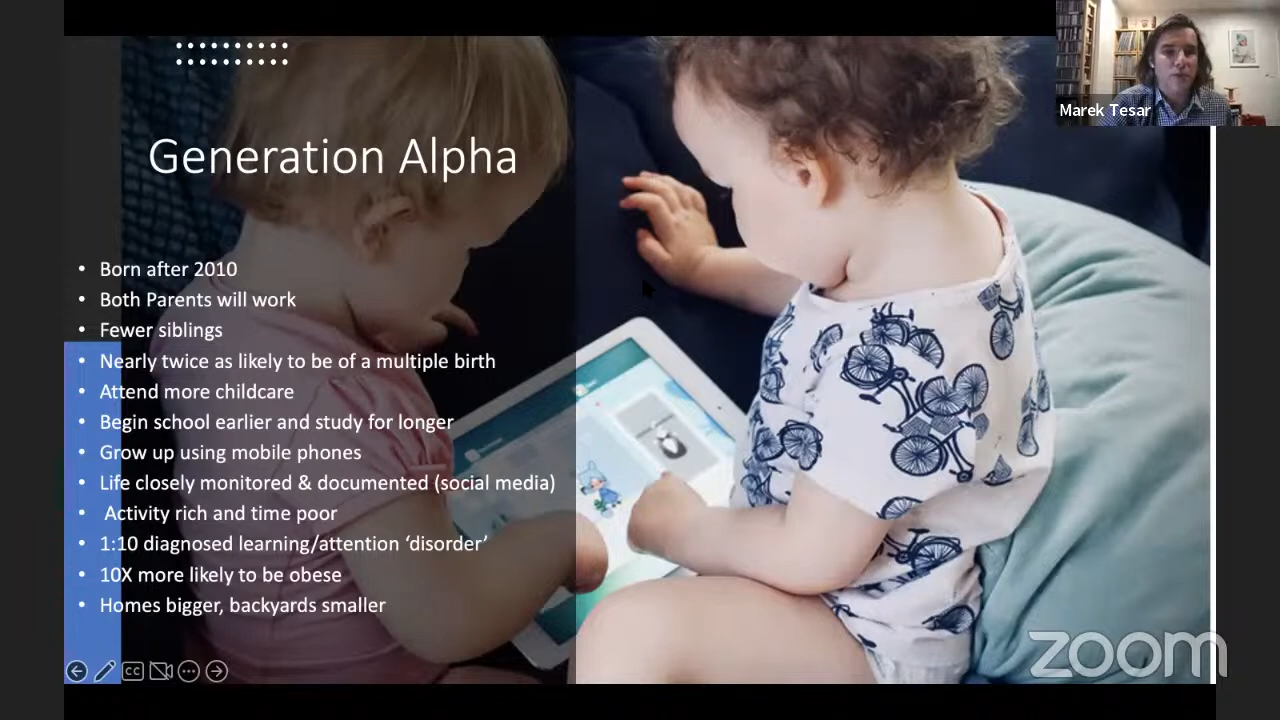 Marek Tesar
Generation Alpha
• Born after 2010
• Both Parents will work
• Fewer siblings
• Nearly twice as likely to be of a multiple birth
• Attend more childcare
• Begin school earlier and study for longer
• Grow up using mobile phones
• Life closely monitored & documented (social media)
• Activity rich and time poor
• 1:10 diagnosed learning/attention ‘disorder’
• 10X more likely to be obese
• Homes bigger, backyards smaller
CC
zoom